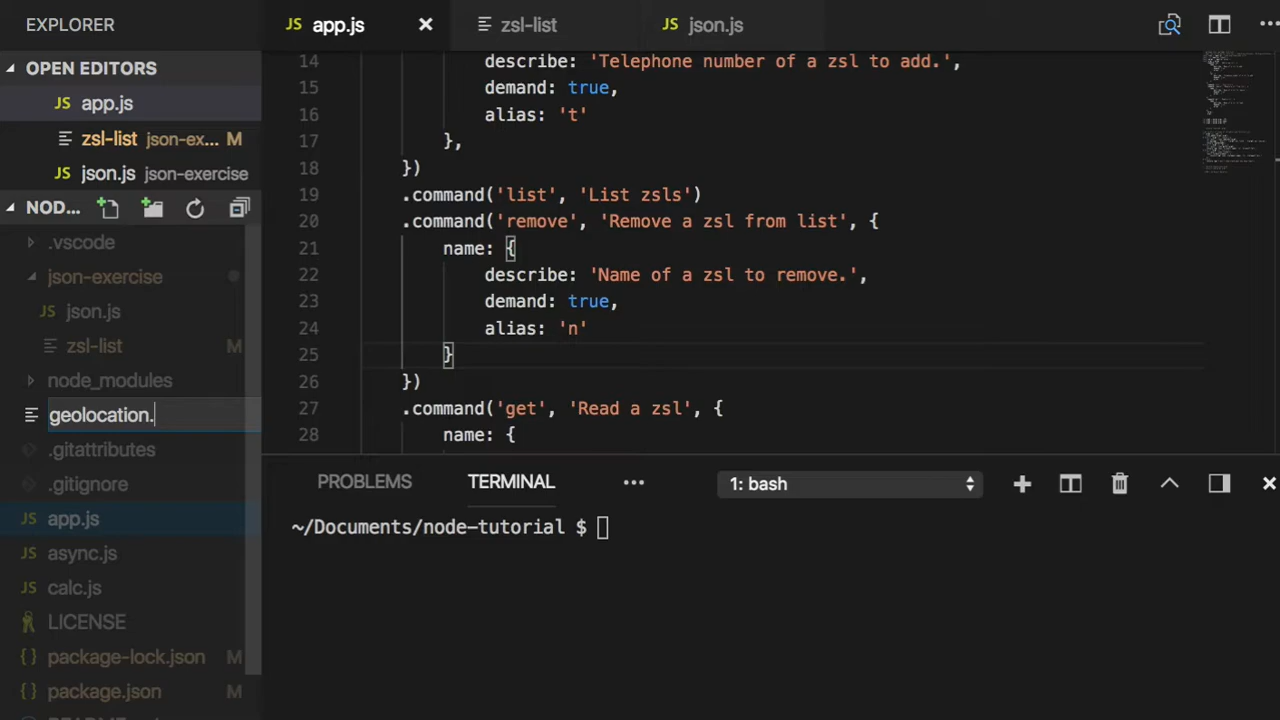 EXPLORER
OPEN EDITORS
JS app.js
zsl-list json-ex... M
JS json.js json-exercise
NOD...
.vscode
json-exercise
JS json.js
zsl-list M
node_modules
geolocation.
.gitattributes
.gitignore
JS app.js
JS async.js
JS calc.js
LICENSE
{} package-lock.json M
{} package.json M
JS app.js
zsl-list
JS json.js
14 describe: 'Telephone number of a zsl to add.',
15 demand: true,
16 alias: 't'
17 },
18 })
19 .command('list', 'List zsls')
20 .command('remove', 'Remove a zsl from list', {
21 name: {
22 describe: 'Name of a zsl to remove.',
23 demand: true,
24 alias: 'n'
25 }
26 })
27 .command('get', 'Read a zsl', {
28 name: {
PROBLEMS TERMINAL ... 1: bash
~/Documents/node-tutorial $